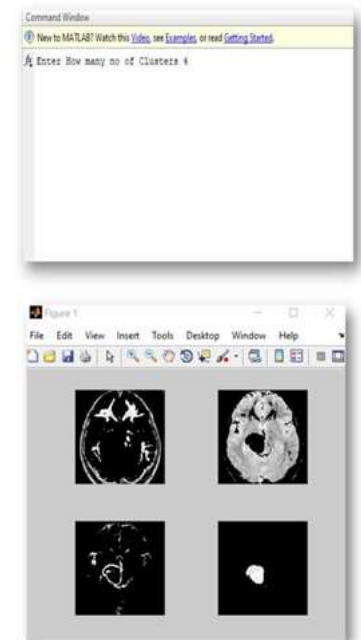 Command Window
New to MATLAB? Watch this Video, see Examples, or read Getting Started.
fx Enter How many no of Clusters 4
Figure 1
File Edit View Insert Tools Desktop Window Help